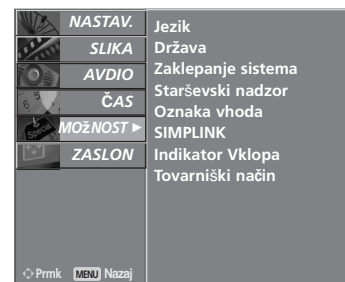 NASTAV.
SLIKA
AVDIO
ČAS
MOŽNOST ►
ZASLON
Jezik
Država
Zaklepanje sistema
Starševski nadzor
Oznaka vhoda
SIMPLINK
Indikator Vklopa
Tovarniški način
Prmk MENU Nazaj